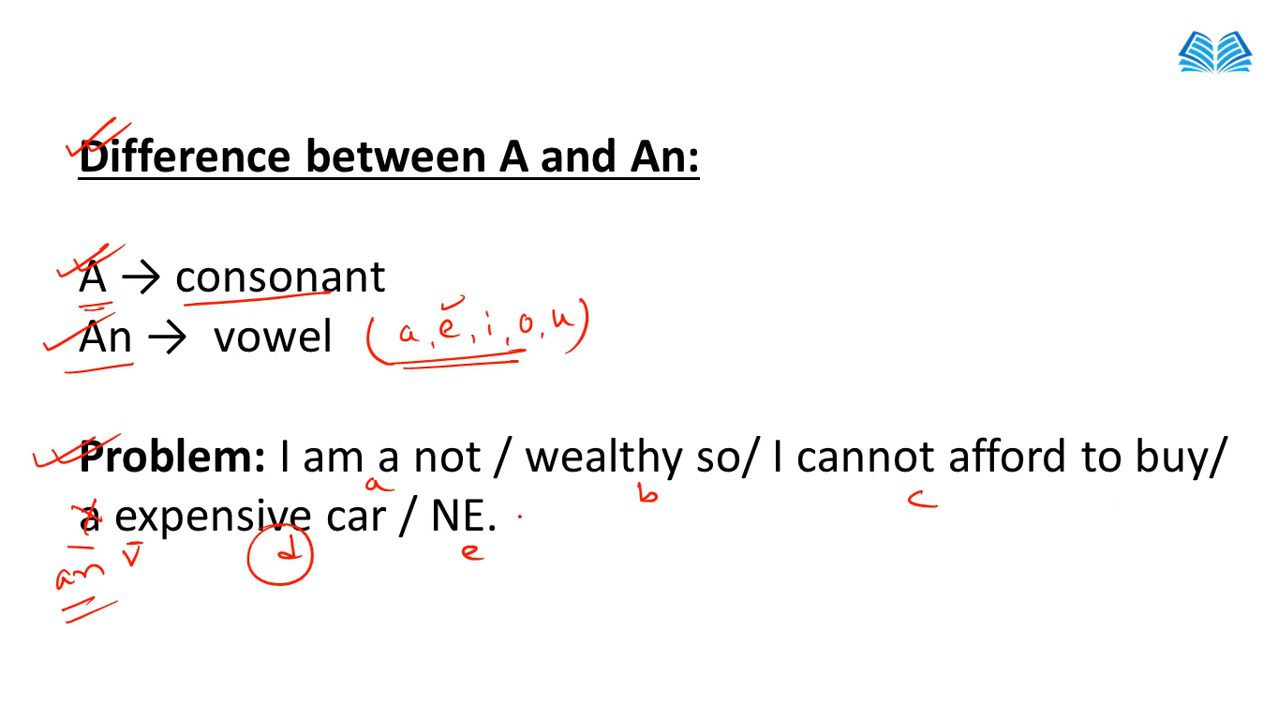 Difference between A and An:
A → consonant
An → vowel (a, e, i, o, u)
Problem: I am a not / wealthy so/ I cannot afford to buy/
a b c
a expensive car / NE.
an v d e